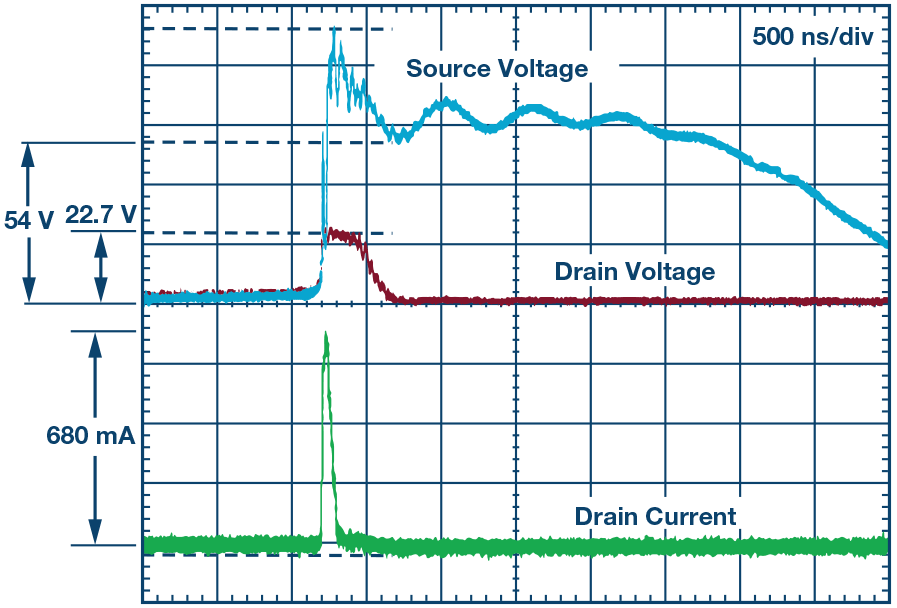 500 ns/div
Source Voltage
54 V
22.7 V
Drain Voltage
680 mA
Drain Current